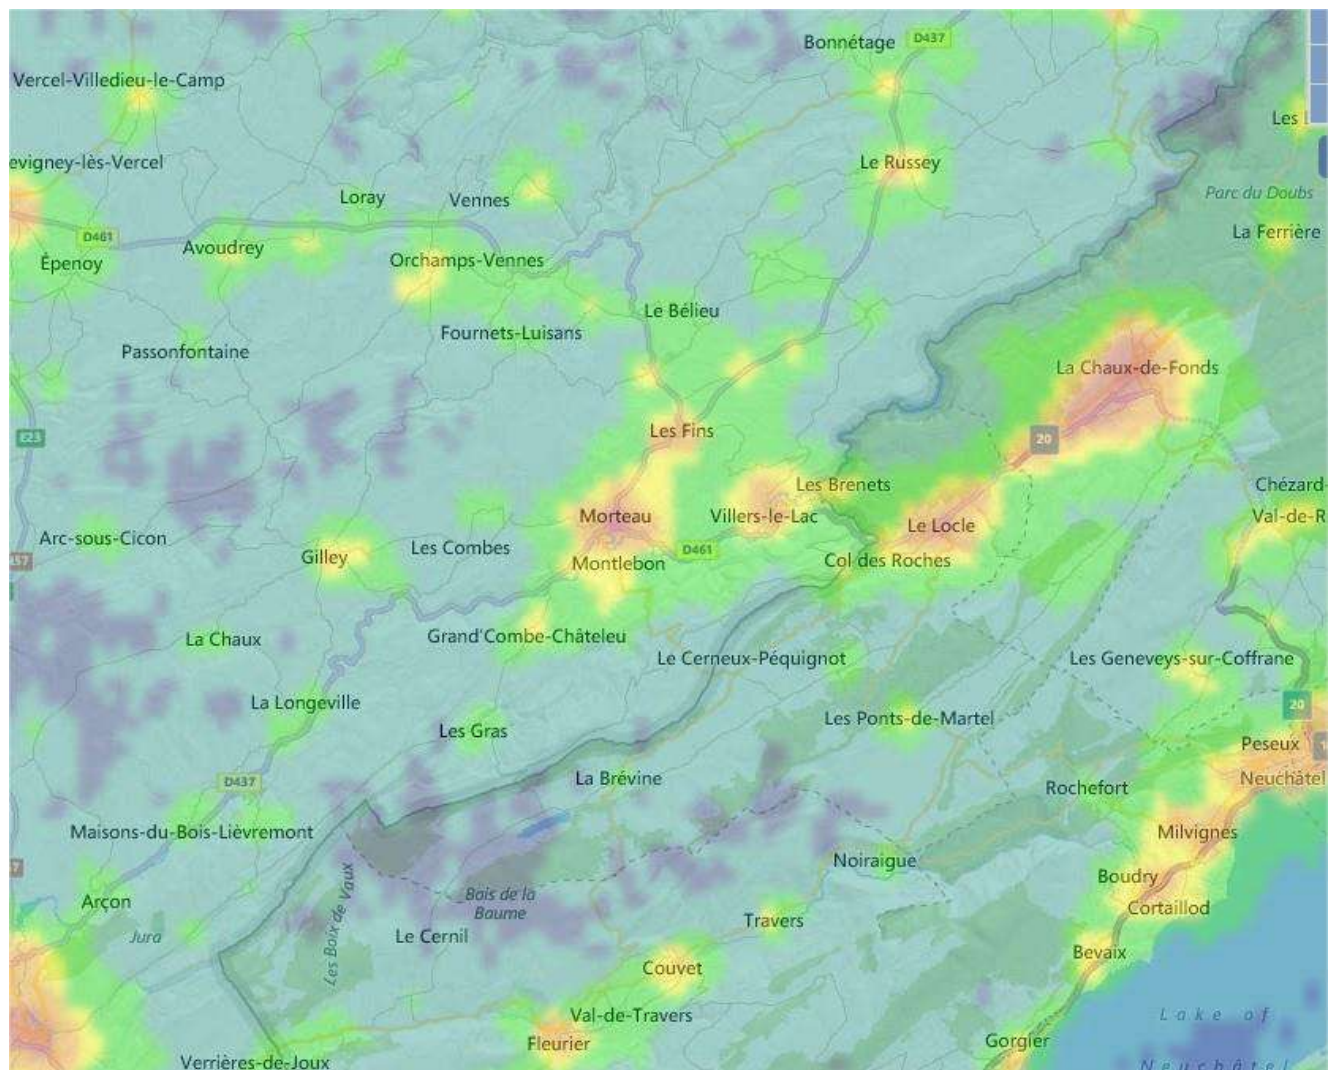 Bonnétage
D437
Vercel-Villedieu-le-Camp
Les
evigney-lès-Vercel
Le Russey
Loray
Vennes
Parc du Doubs
D461
La Ferrière
Avoudrey
Épenoy
Orchamps-Vennes
Le Bélieu
Fournets-Luisans
Passonfontaine
La Chaux-de-Fonds
Les Fins
E23
20
Les Brenets
Chézard-
Morteau
Villers-le-Lac
Le Locle
Val-de-R
Arc-sous-Cicon
Les Combes
D461
Gilley
57
Montlebon
Col des Roches
La Chaux
Grand'Combe-Châteleu
Le Cerneux-Péquignot
Les Geneveys-sur-Coffrane
La Longeville
20
Les Gras
Les Ponts-de-Martel
Peseux
D437
La Brévine
Neuchâtel
Rochefort
Maisons-du-Bois-Lièvremont
Milvignes
Noiraigue
7
Boudry
Arçon
Bois de la
Baume
Cortaillod
Les Boix de Vaux
Travers
Jura
Le Cernil
Bevaix
Couvet
Val-de-Travers
Lake of
Fleurier
Gorgier
Verrières-de-Joux
Neuchâtel